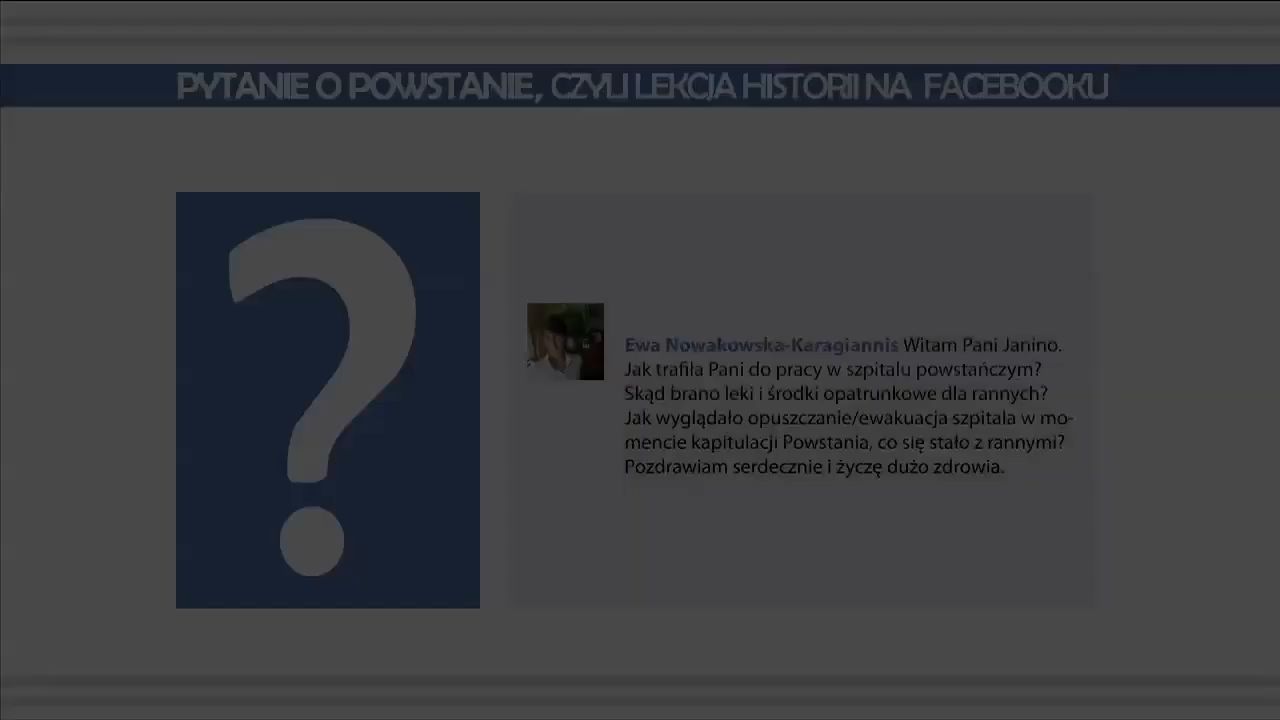 PYTANIE O POWSTANIE, CZYLI LEKCJA HISTORII NA FACEBOOKU
?
Ewa Nowakowska-Karagiannis Witam Pani Janino.
Jak trafiła Pani do pracy w szpitalu powstańczym?
Skąd brano leki i środki opatrunkowe dla rannych?
Jak wyglądało opuszczanie/ewakuacja szpitala w mo-
mencie kapitulacji Powstania, co się stało z rannymi?
Pozdrawiam serdecznie i życzę dużo zdrowia.